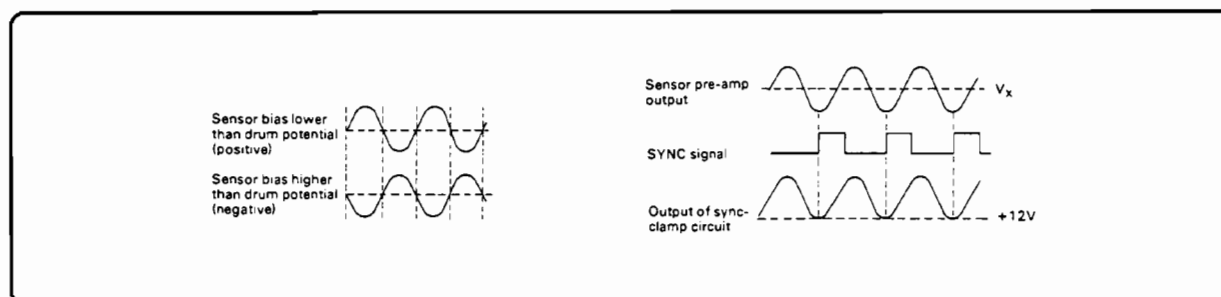 Sensor bias lower
than drum potential
(positive)
Sensor bias higher
than drum potential
(negative)
Sensor pre-amp
output
Vx
SYNC signal
Output of sync-
clamp circuit
+12V